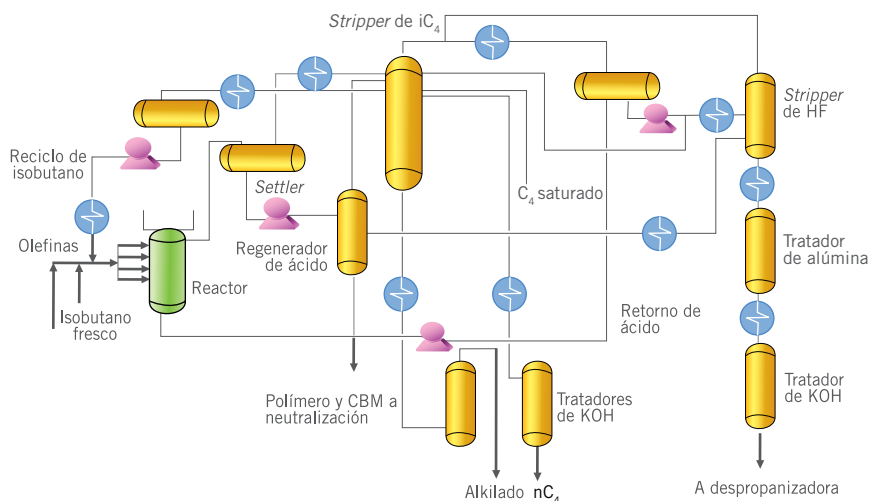 Stripper de iC4
Stripper
de HF
Reciclo de
isobutano
Settler
C4 saturado
Olefinas
Regenerador
de ácido
Tratador
de alúmina
Reactor
Isobutano
fresco
Retorno de
ácido
Polímero y CBM a
neutralización
Tratadores
de KOH
Tratador
de KOH
Alkilado
nC4
A despropanizadora